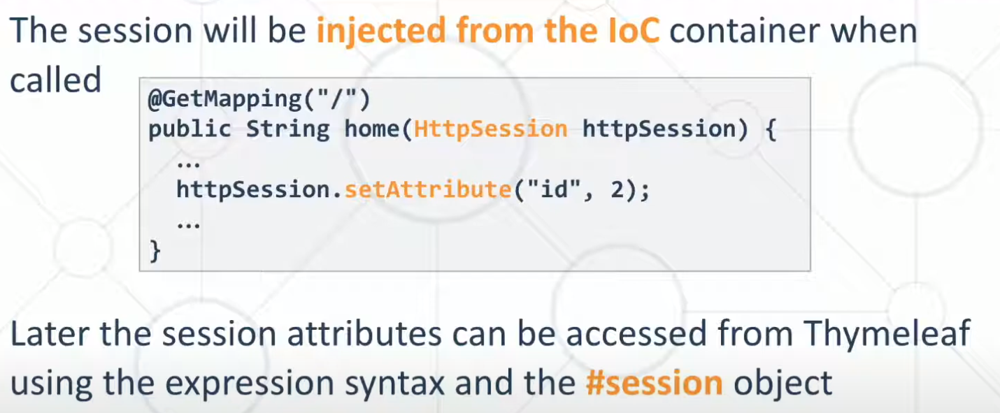 The session will be injected from the IoC container when
called
@GetMapping("/")
public String home(HttpSession httpSession) {
...
httpSession.setAttribute("id", 2);
...
}
Later the session attributes can be accessed from Thymeleaf
using the expression syntax and the #session object